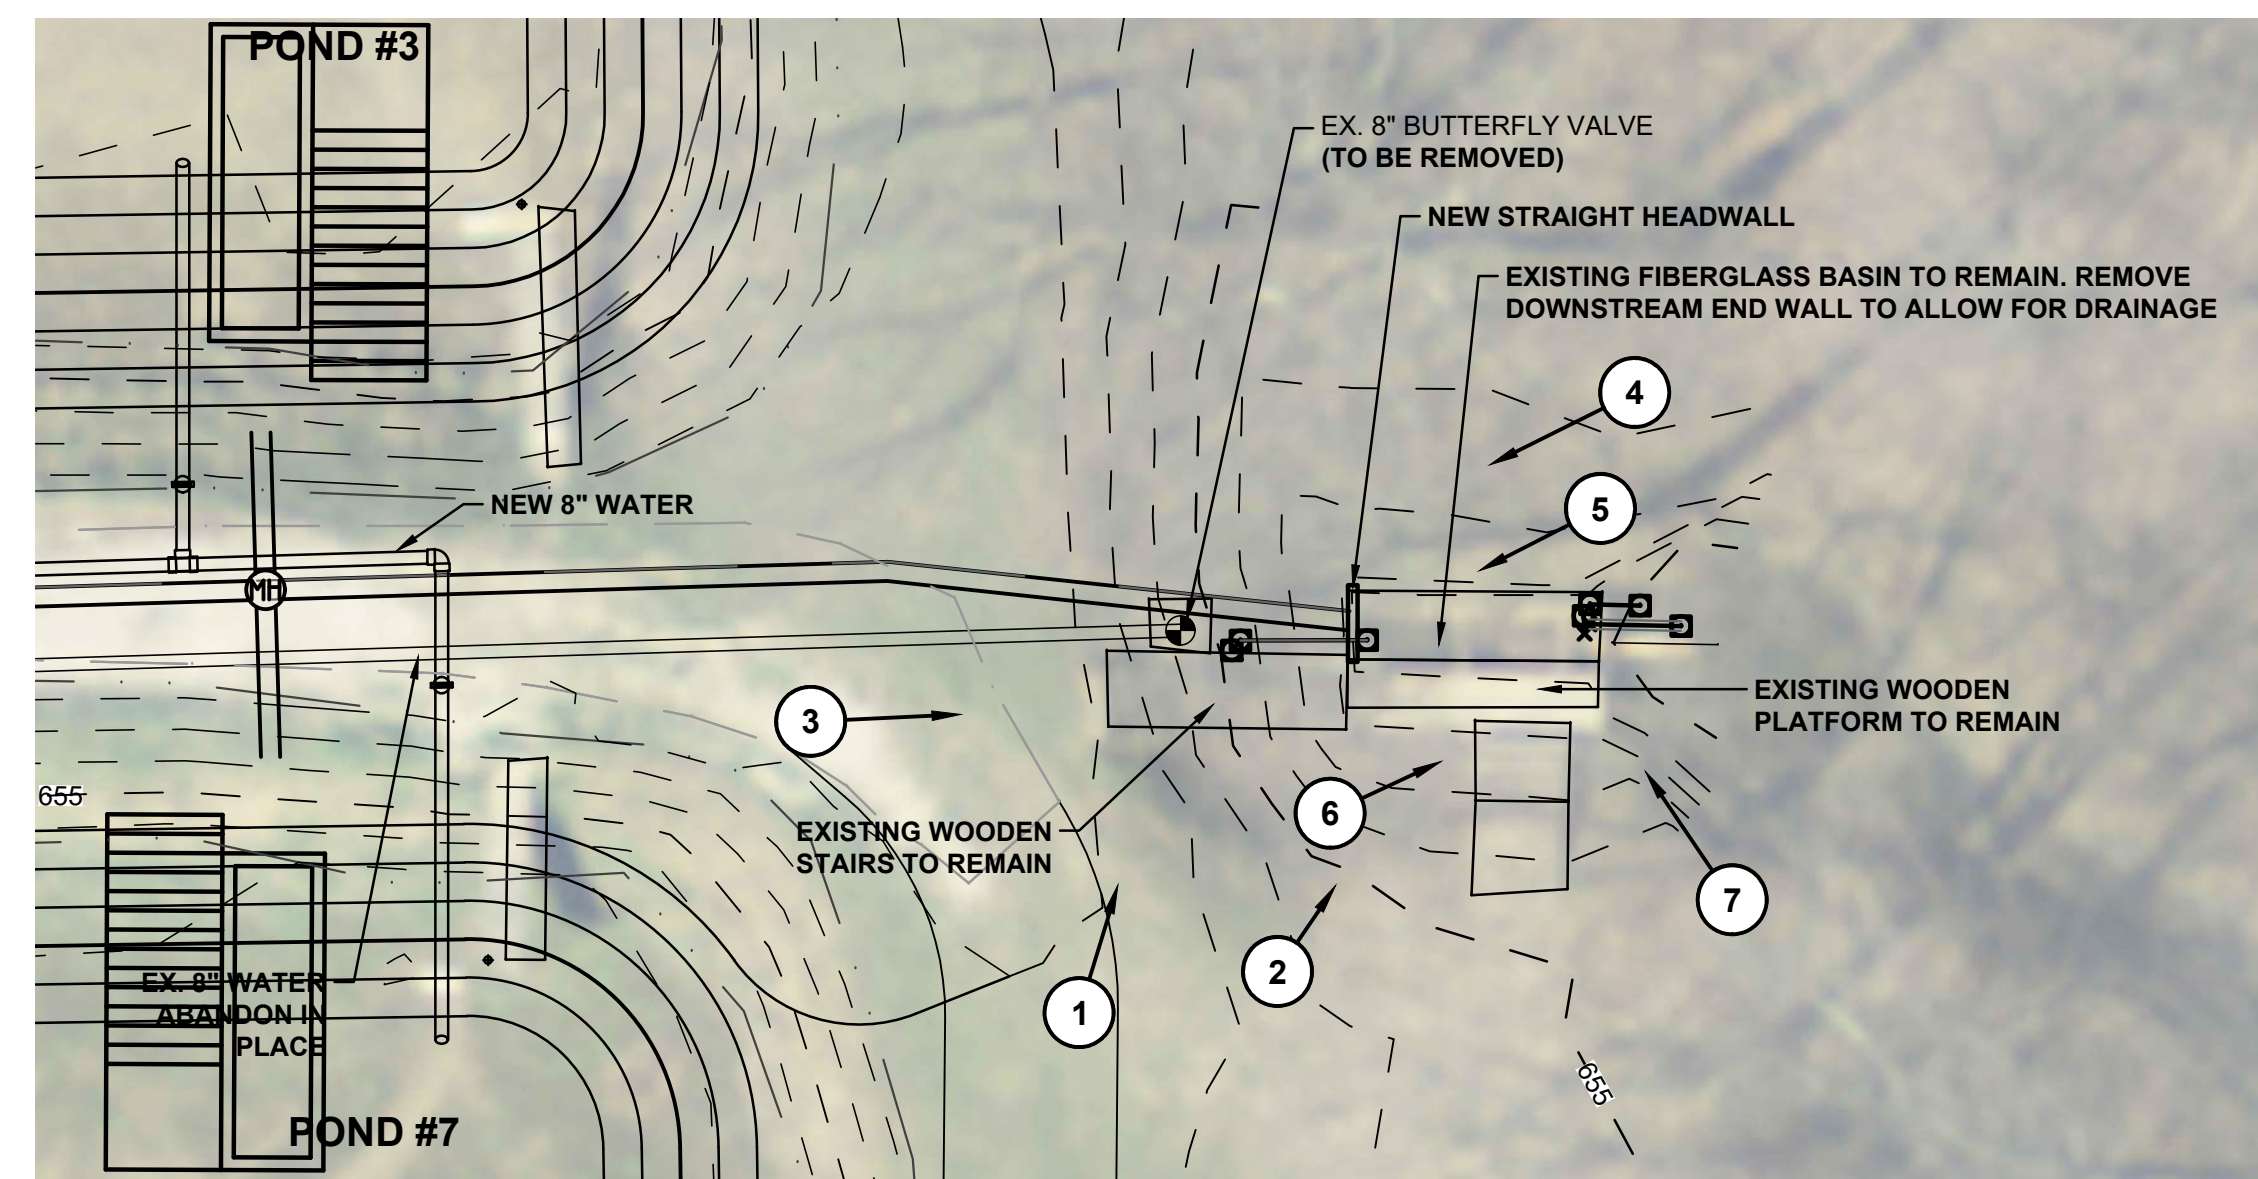 POND #3
EX. 8" BUTTERFLY VALVE
(TO BE REMOVED)
NEW STRAIGHT HEADWALL
EXISTING FIBERGLASS BASIN TO REMAIN. REMOVE
DOWNSTREAM END WALL TO ALLOW FOR DRAINAGE
4
5
NEW 8" WATER
MH
3
EXISTING WOODEN
PLATFORM TO REMAIN
655
6
EXISTING WOODEN
STAIRS TO REMAIN
7
2
1
EX. 8" WATER
ABANDON IN
PLACE
655
POND #7